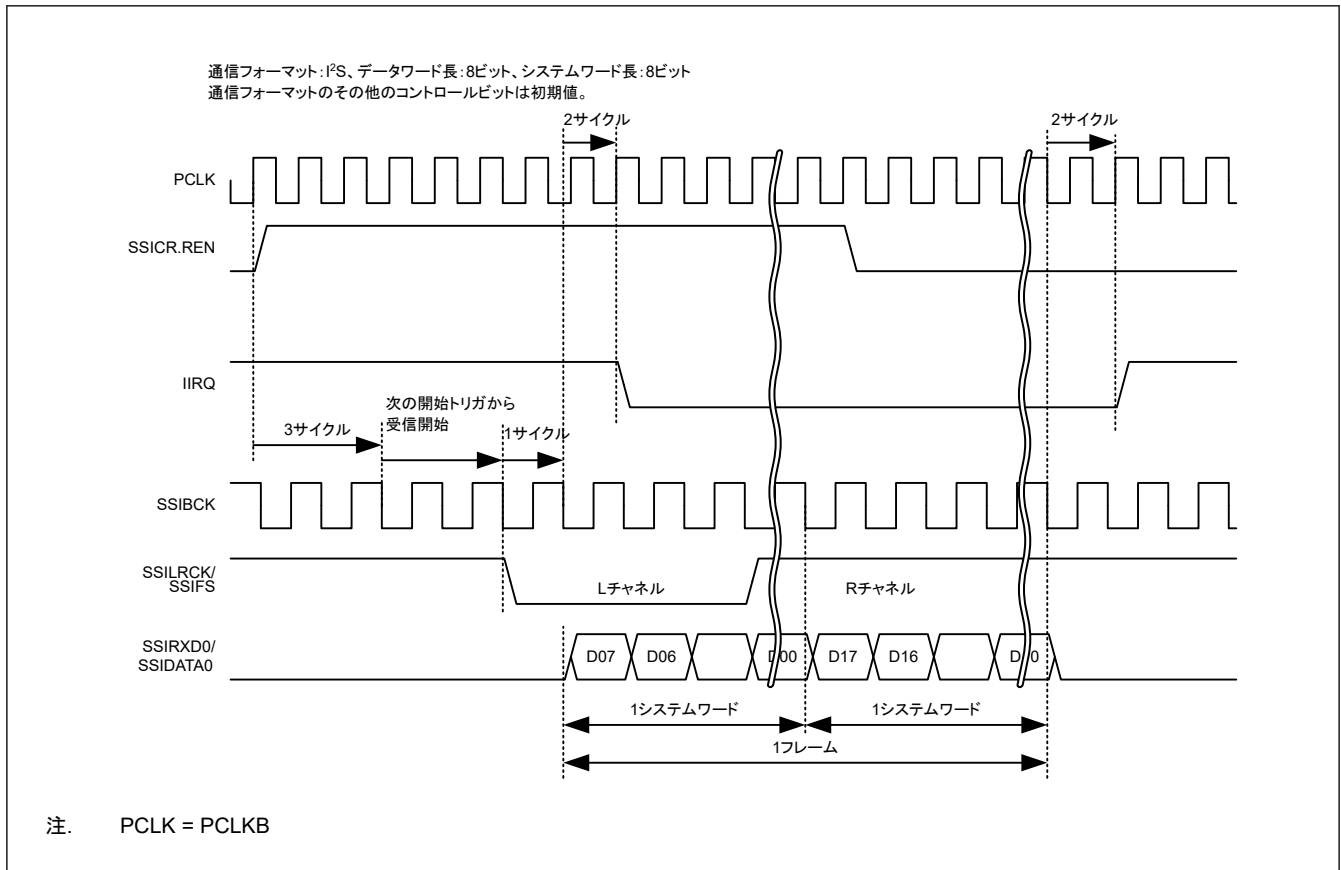 通信フォーマット:I²S、データワード長:8ビット、システムワード長:8ビット
通信フォーマットのその他のコントロールビットは初期値。
2サイクル
2サイクル
PCLK
SSICR.REN
IIRQ
次の開始トリガから
受信開始
3サイクル
1サイクル
SSIBCK
SSILRCK/
SSIFS
Lチャネル
Rチャネル
SSIRXD0/
SSIDATA0
D07
D06
D00
D17
D16
1システムワード
1システムワード
1フレーム
注. PCLK = PCLKB